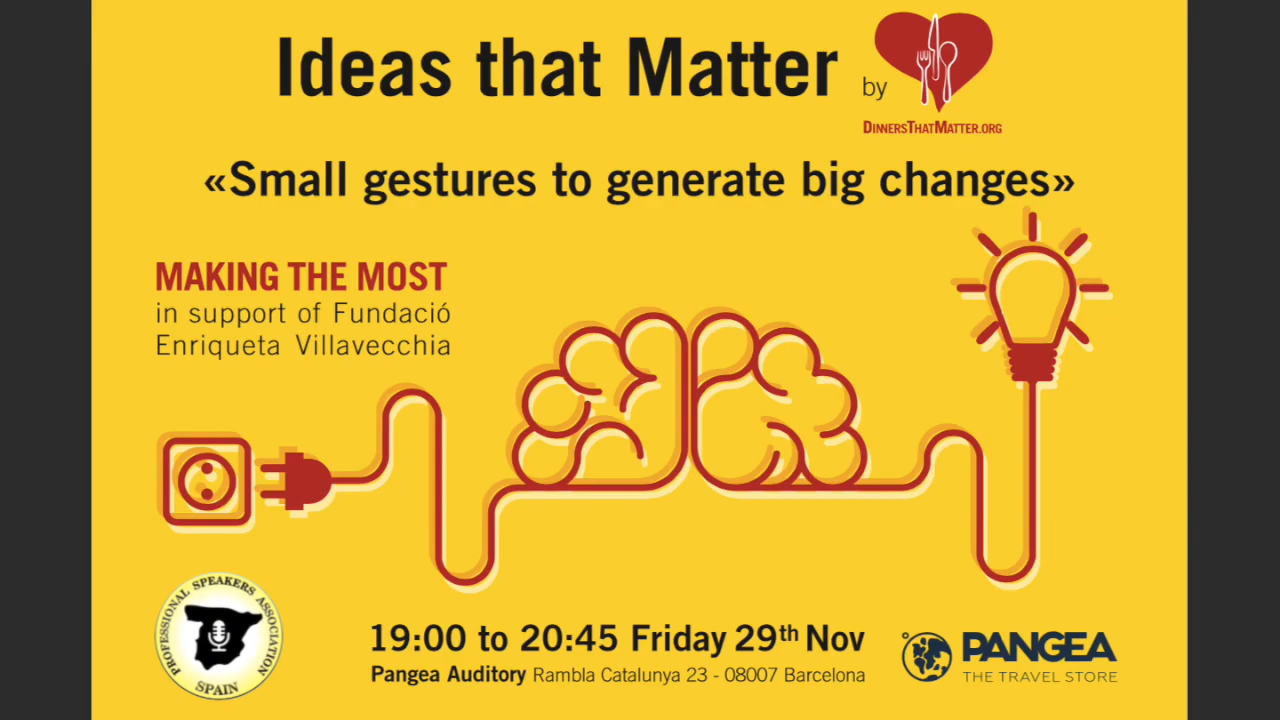 Ideas that Matter
by
DINNERSTHATMATTER.ORG
«Small gestures to generate big changes»
MAKING THE MOST
in support of Fundació
Enriqueta Villavecchia
PROFESSIONAL SPEAKERS ASSOCIATION
SPAIN
19:00 to 20:45 Friday 29th Nov
Pangea Auditory Rambla Catalunya 23 - 08007 Barcelona
PANGEA
THE TRAVEL STORE